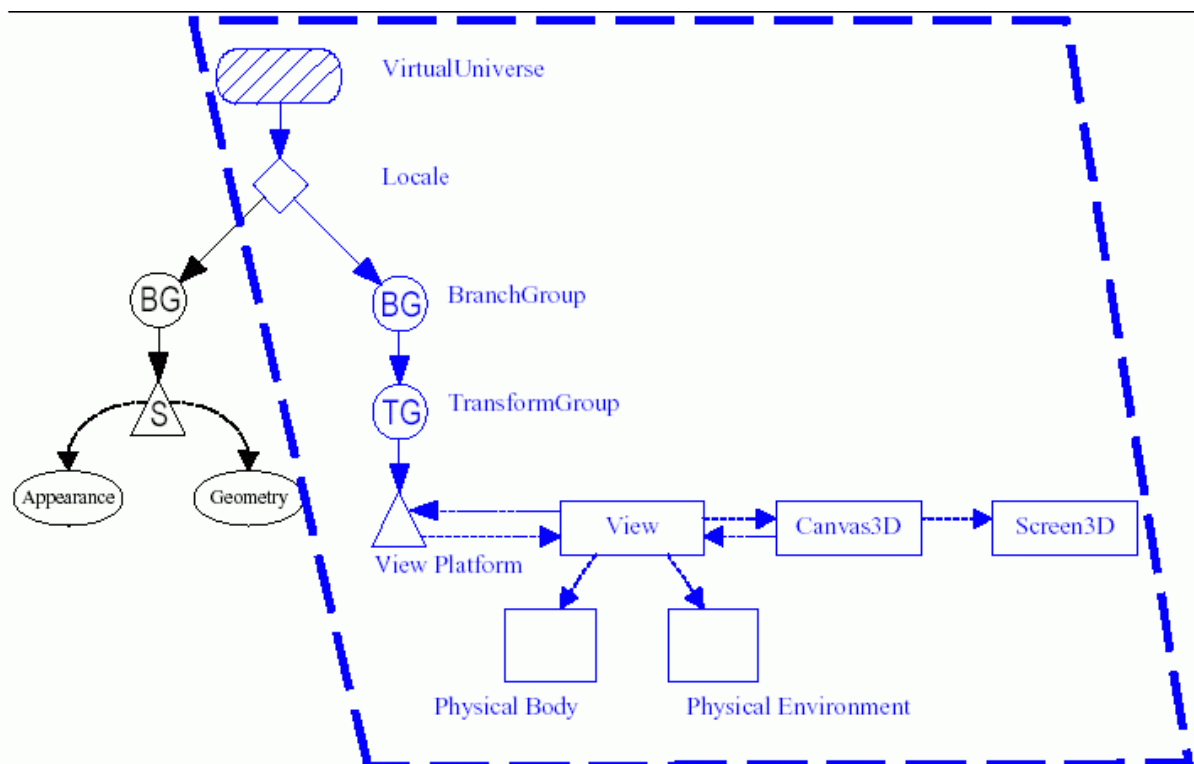 VirtualUniverse
Locale
BG
BG
BranchGroup
S
TG
TransformGroup
Appearance
Geometry
View
Canvas3D
Screen3D
View Platform
Physical Body
Physical Environment